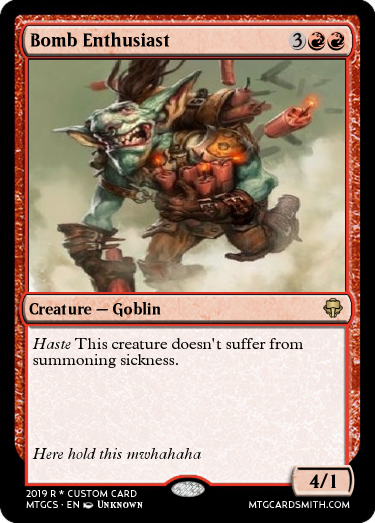 Bomb Enthusiast 3
Creature — Goblin
Haste This creature doesn't suffer from
summoning sickness.
Here hold this mwhahaha
4/1
2019 R * CUSTOM CARD
MTGCS • EN Unknown
MTGCARDSMITH.COM